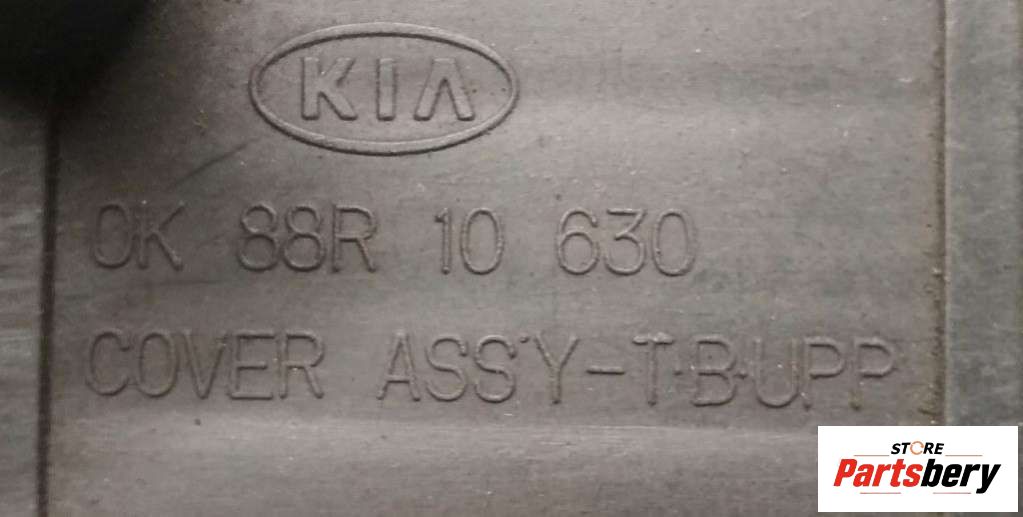 KIA
0K 88R 10 630
COVER ASS'Y-T·B·UPP
STORE
Partsbery